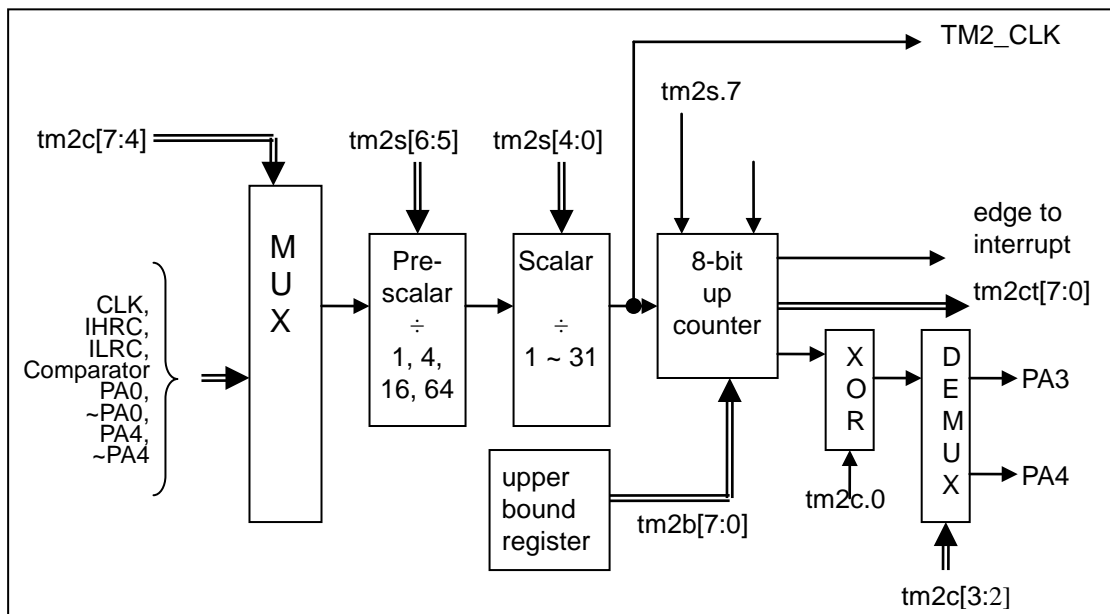 TM2_CLK
tm2s.7
tm2c[7:4]
tm2s[6:5]
tm2s[4:0]
edge to
interrupt
tm2ct[7:0]
M
U
X
Pre-
scalar
÷
1, 4,
16, 64
Scalar
÷
1 ~ 31
8-bit
up
counter
CLK,
IHRC,
ILRC,
Comparator
PA0,
~PA0,
PA4,
~PA4
X
O
R
D
E
M
U
X
PA3
PA4
upper
bound
register
tm2b[7:0]
tm2c.0
tm2c[3:2]